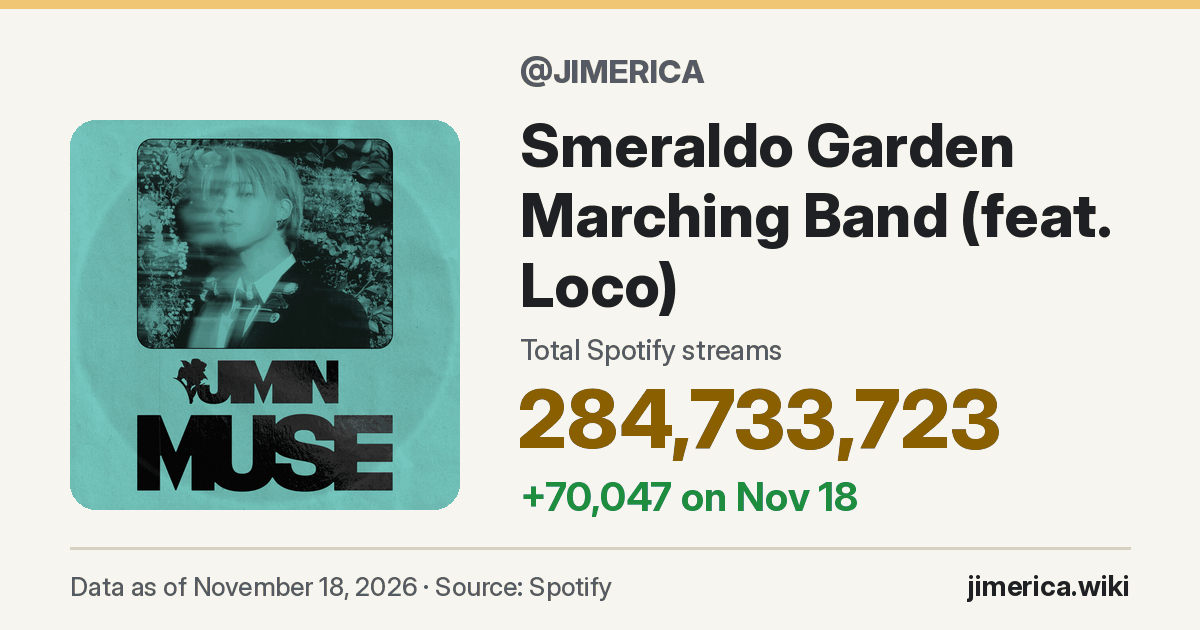 @JIMERICA
Smeraldo Garden
Marching Band (feat.
Loco)
Total Spotify streams
284,733,723
+70,047 on Nov 18
JIMIN
MUSE
Data as of November 18, 2026 · Source: Spotify
jimerica.wiki